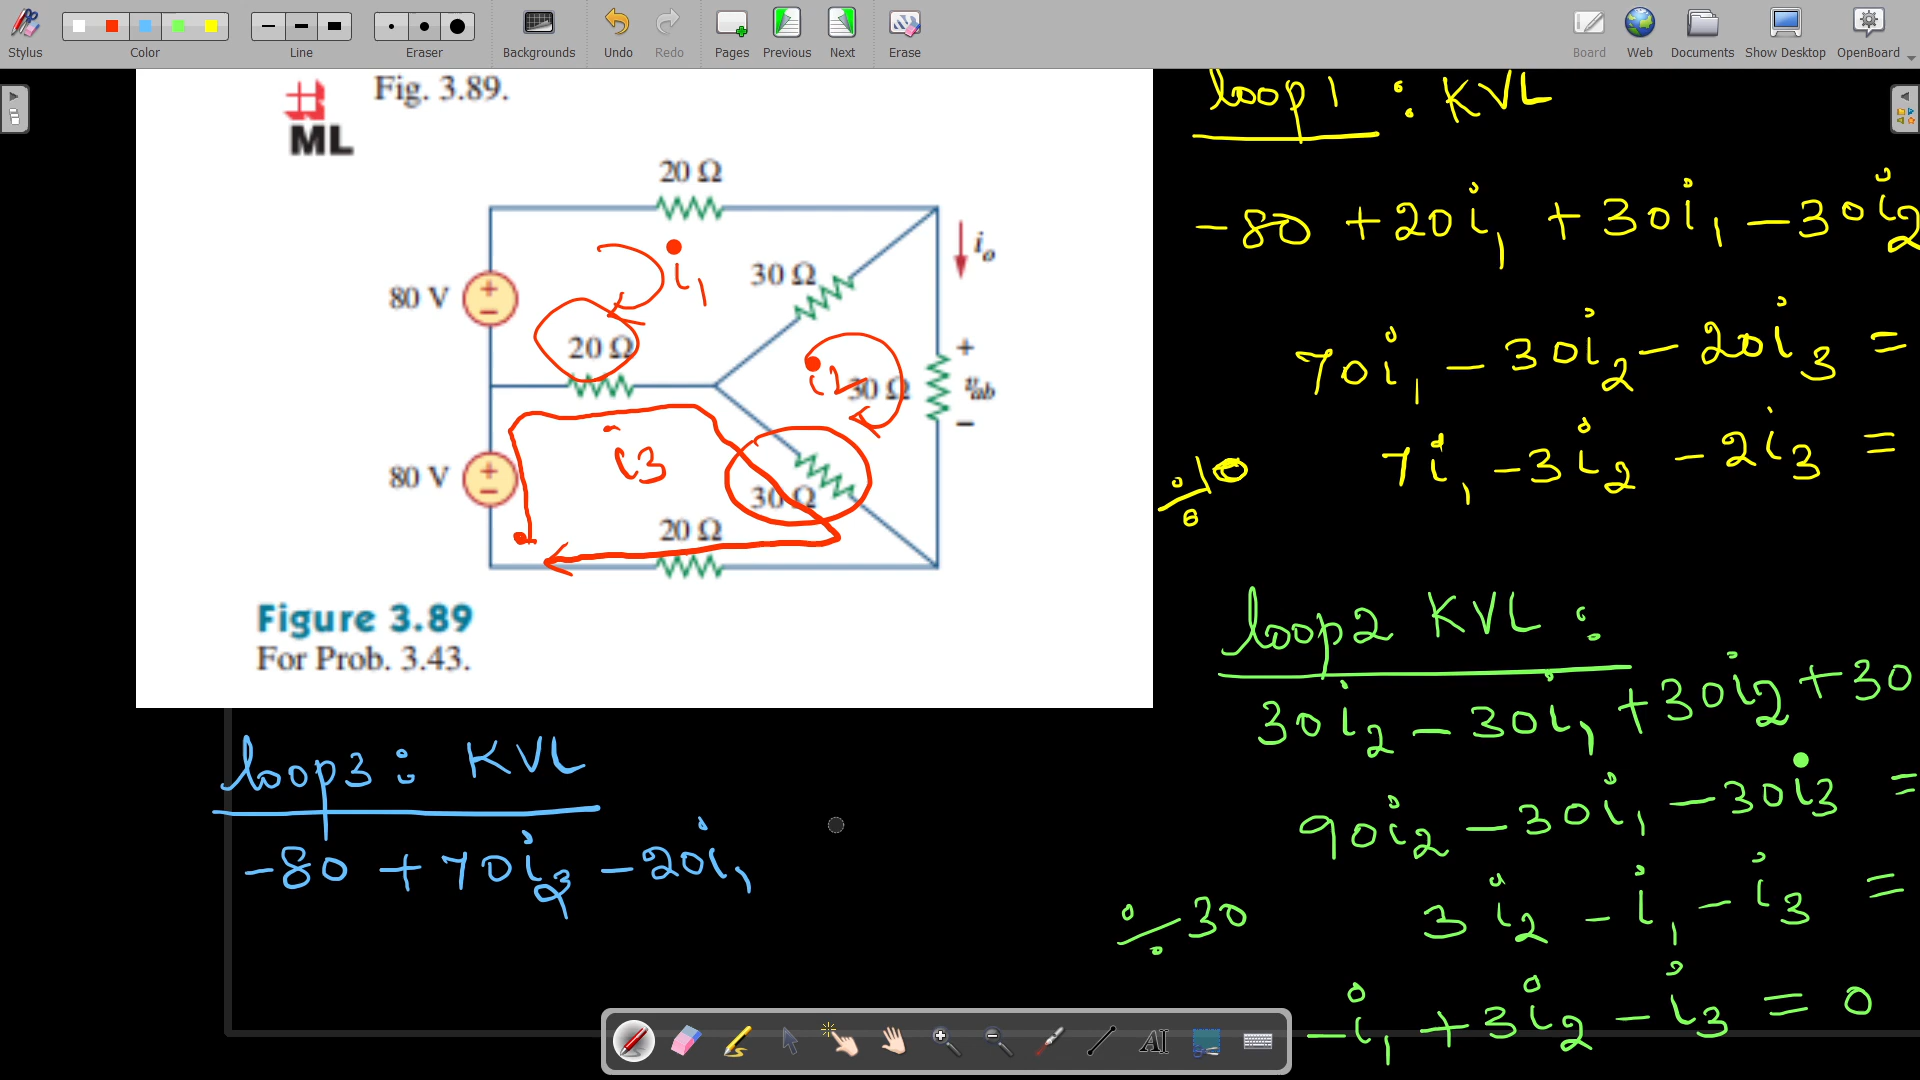 Stylus
Color
Line
Eraser
Backgrounds
Undo
Redo
Pages
Previous
Next
Erase
Board
Web
Documents
Show Desktop
OpenBoard
ML
Fig. 3.89.
20 Ω
80 V
i₁
30 Ω
i₀
20 Ω
+
i2
30 Ω
vab
−
i3
80 V
30 Ω
20 Ω
Figure 3.89
For Prob. 3.43.
loop1 : KVL
-80 + 20i₁ + 30i₁ - 30i₂
70i₁ - 30i₂ - 20i₃ =
÷10 7i₁ - 3i₂ - 2i₃ =
loop2 KVL :
30i₂ - 30i₁ + 30i₂ + 30
90i₂ - 30i₁ - 30i₃ =
÷30 3i₂ - i₁ - i₃ =
-i₁ + 3i₂ - i₃ = 0
loop3 : KVL
-80 + 70i₃ - 20i₁
AI